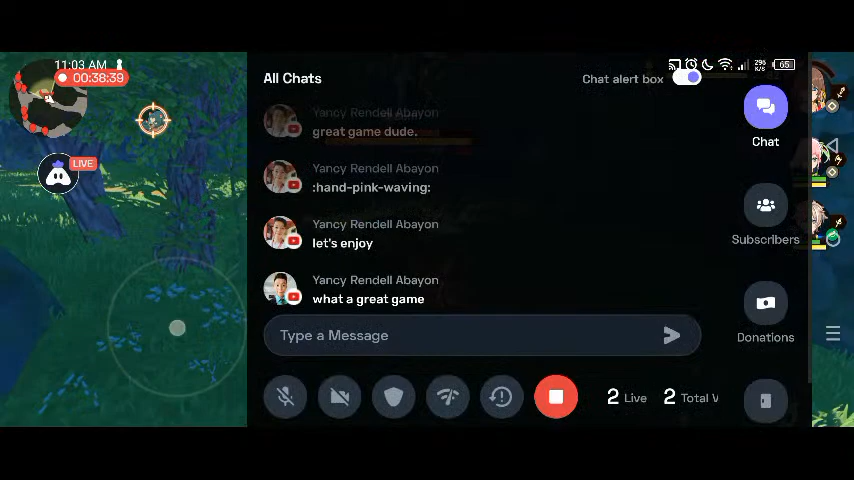 11:03 AM
00:38:39
LIVE
All Chats
Chat alert box
296 K/S
65
Yancy Rendell Abayon
great game dude.
Yancy Rendell Abayon
:hand-pink-waving:
Yancy Rendell Abayon
let's enjoy
Yancy Rendell Abayon
what a great game
Type a Message
2 Live 2 Total V
Chat
Subscribers
Donations